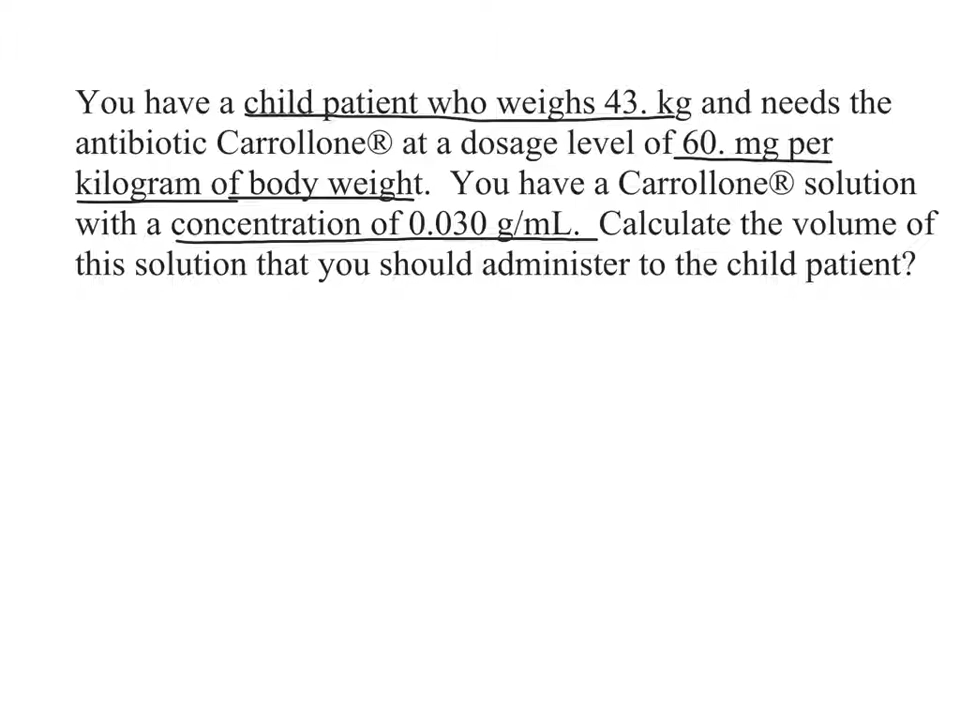 You have a child patient who weighs 43. kg and needs the
antibiotic Carrollone® at a dosage level of 60. mg per
kilogram of body weight.  You have a Carrollone® solution
with a concentration of 0.030 g/mL.  Calculate the volume of
this solution that you should administer to the child patient?